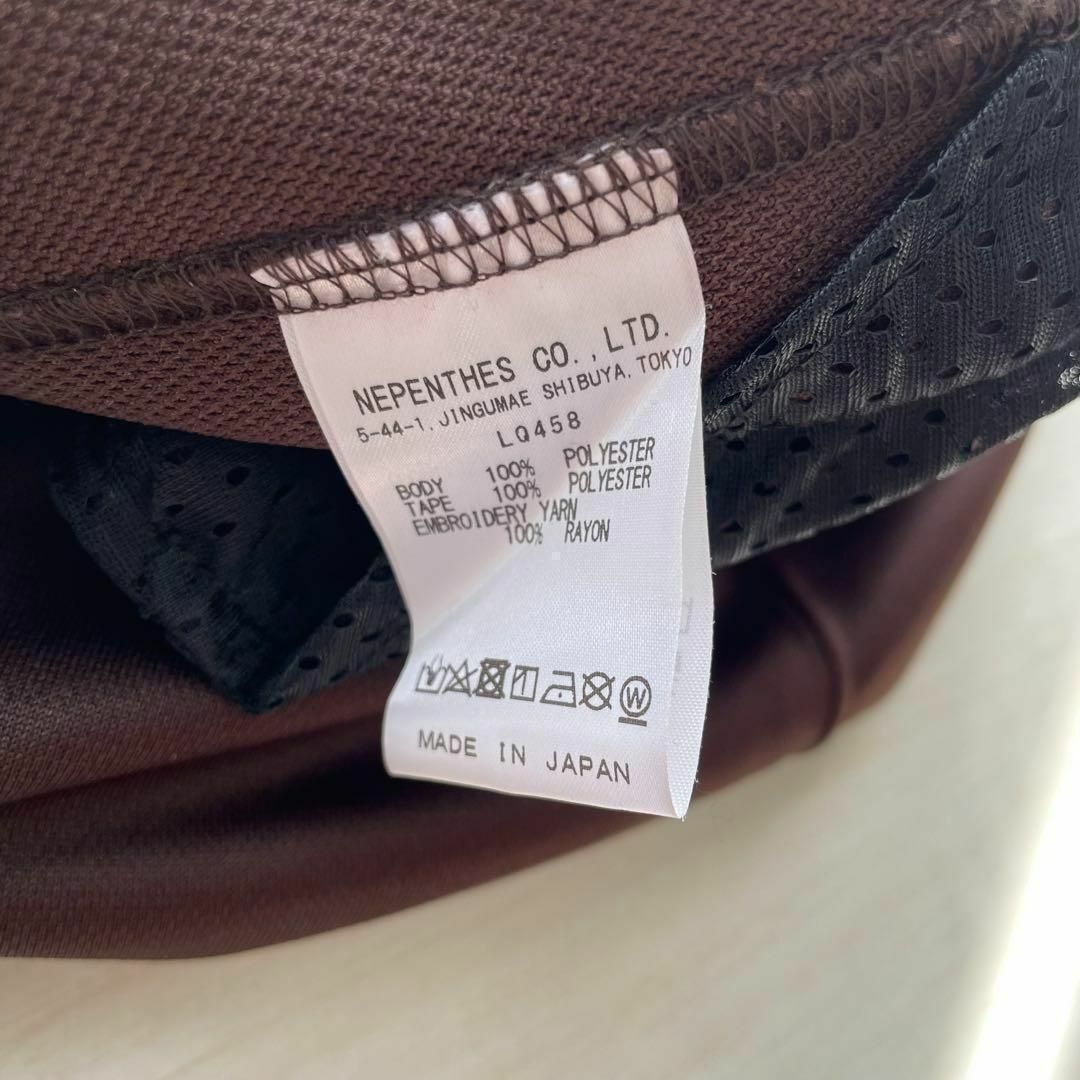 NEPENTHES CO.,LTD.
5-44-1, JINGUMAE SHIBUYA, TOKYO
LQ458
BODY 100% POLYESTER
TAPE 100% POLYESTER
EMBROIDERY YARN
100% RAYON
W
MADE IN JAPAN